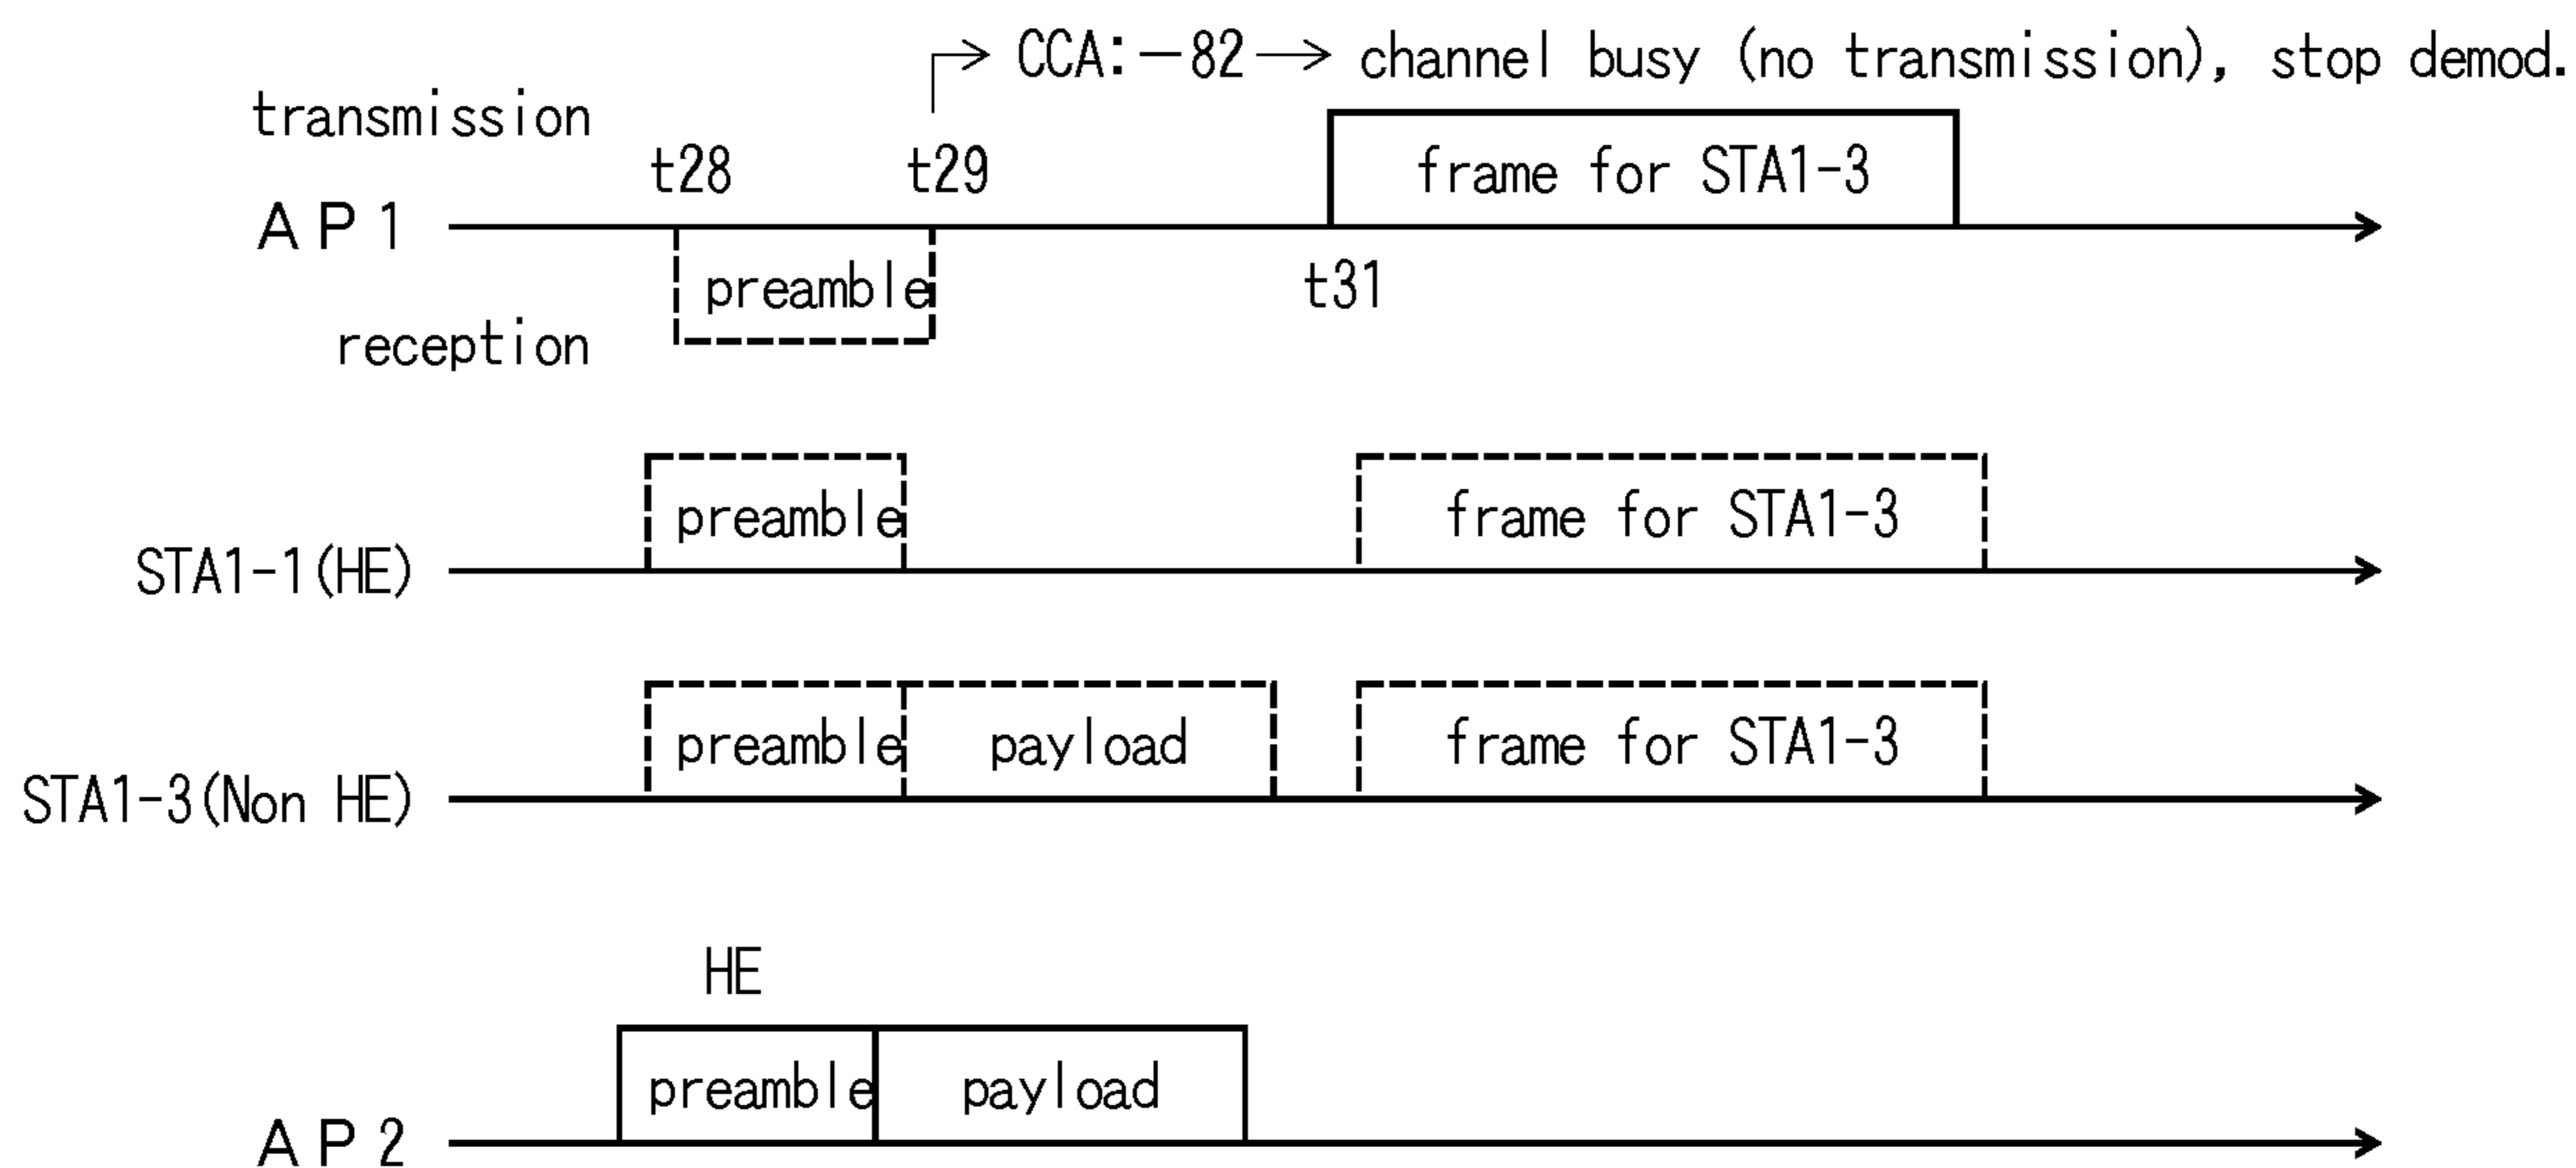 CCA:−82 channel busy (no transmission), stop demod.
transmission
t28 t29 frame for STA1-3
AP1
preamble t31
reception
preamble frame for STA1-3
STA1-1(HE)
preamble payload frame for STA1-3
STA1-3(Non HE)
HE
preamble payload
AP2